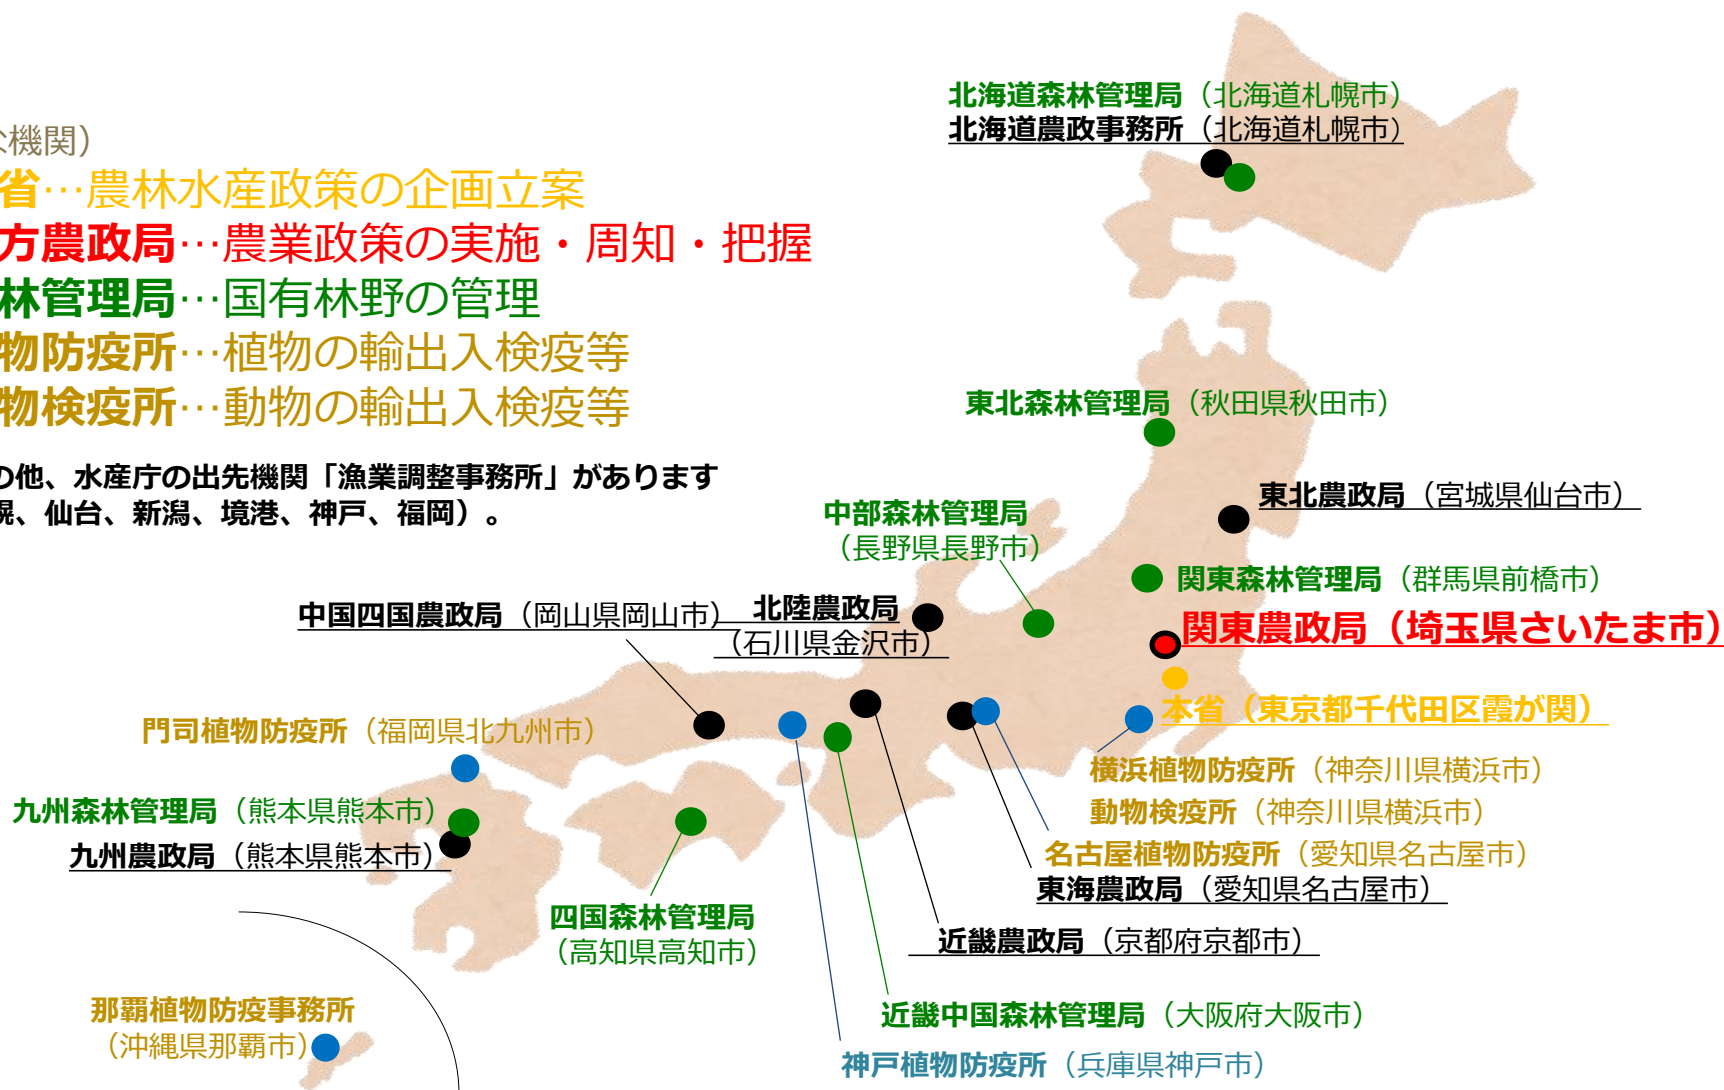 な機関)
省…農林水産政策の企画立案
方農政局…農業政策の実施・周知・把握
林管理局…国有林野の管理
物防疫所…植物の輸出入検疫等
物検疫所…動物の輸出入検疫等
の他、水産庁の出先機関「漁業調整事務所」があります
幌、仙台、新潟、境港、神戸、福岡）。
北海道森林管理局（北海道札幌市）
北海道農政事務所（北海道札幌市）
東北森林管理局（秋田県秋田市）
東北農政局（宮城県仙台市）
中部森林管理局
（長野県長野市）
関東森林管理局（群馬県前橋市）
中国四国農政局（岡山県岡山市）
北陸農政局
（石川県金沢市）
関東農政局（埼玉県さいたま市）
本省（東京都千代田区霞が関）
門司植物防疫所（福岡県北九州市）
横浜植物防疫所（神奈川県横浜市）
動物検疫所（神奈川県横浜市）
九州森林管理局（熊本県熊本市）
九州農政局（熊本県熊本市）
名古屋植物防疫所（愛知県名古屋市）
東海農政局（愛知県名古屋市）
四国森林管理局
（高知県高知市）
近畿農政局（京都府京都市）
那覇植物防疫事務所
（沖縄県那覇市）
近畿中国森林管理局（大阪府大阪市）
神戸植物防疫所（兵庫県神戸市）